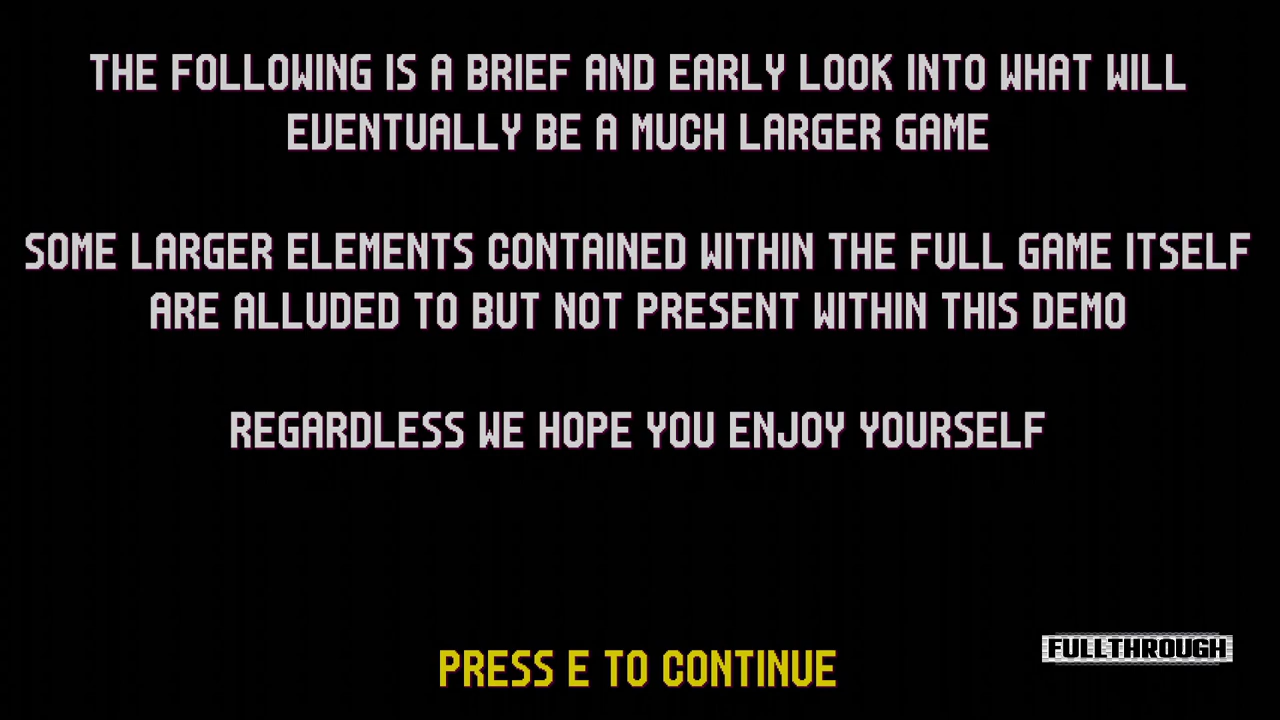 THE FOLLOWING IS A BRIEF AND EARLY LOOK INTO WHAT WILL
EVENTUALLY BE A MUCH LARGER GAME
SOME LARGER ELEMENTS CONTAINED WITHIN THE FULL GAME ITSELF
ARE ALLUDED TO BUT NOT PRESENT WITHIN THIS DEMO
REGARDLESS WE HOPE YOU ENJOY YOURSELF
PRESS E TO CONTINUE
FULLTHROUGH